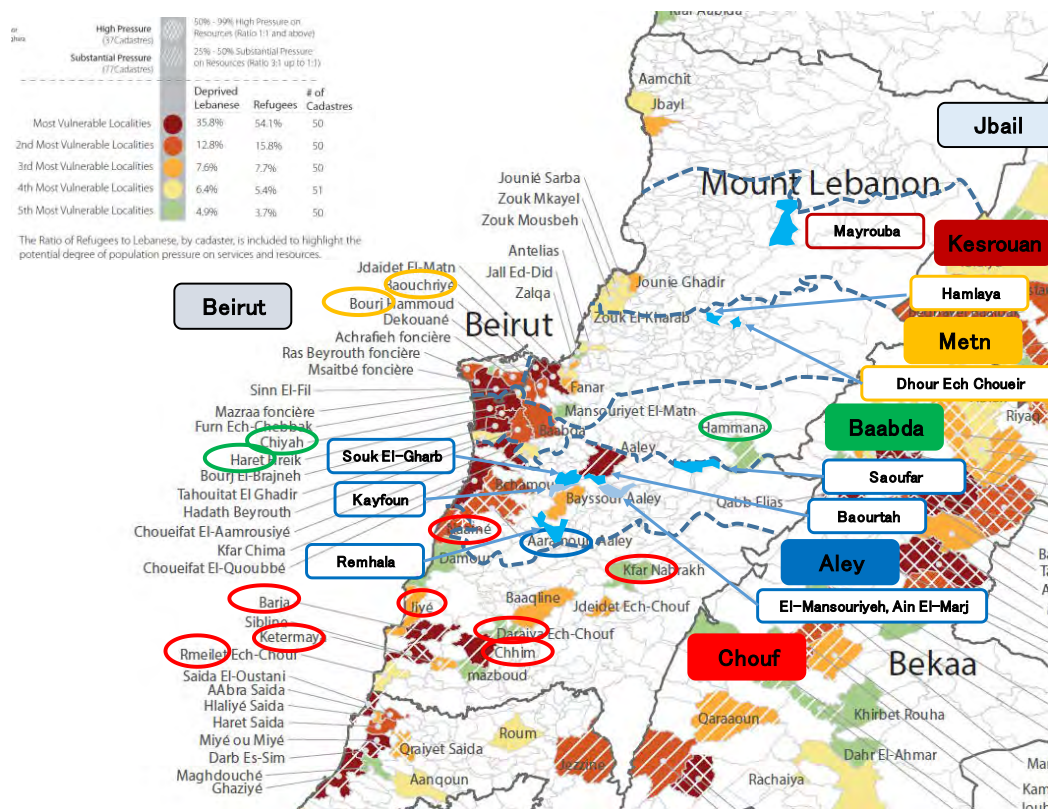 or
High Pressure
(37Cadastres)
50% - 99% High Pressure on
Resources (Ratio 1:1 and above)
Substantial Pressure
(77Cadastres)
25% - 50% Substantial Pressure
on Resources (Ratio 3:1 up to 1:1)
Deprived
Lebanese
Refugees
# of
Cadastres
Most Vulnerable Localities 35.8% 54.1% 50
2nd Most Vulnerable Localities 12.8% 15.8% 50
3rd Most Vulnerable Localities 7.6% 7.7% 50
4th Most Vulnerable Localities 6.4% 5.4% 51
5th Most Vulnerable Localities 4.9% 3.7% 50
The Ratio of Refugees to Lebanese, by cadaster, is included to highlight the
potential degree of population pressure on services and resources.
Aamchit
Jbayl
Jbail
Mount Lebanon
Jounié Sarba
Zouk Mkayel
Zouk Mousbeh
Mayrouba
Kesrouan
Antelias
Jall Ed-Did
Zalqa
Jdaidet El-Matn
Baouchriyé
Bourj Hammoud
Dekouané
Achrafieh foncière
Ras Beyrouth foncière
Msaitbé foncière
Sinn El-Fil
Beirut
Beirut
Jounie Ghadir
Zouk El-Kharab
Hamlaya
Metn
Dhour Ech Choueir
Fanar
Mansouriyet El-Matn
Mazraa foncière
Furn Ech-Chebbak
Chiyah
Haret Hreik
Bourj El-Brajneh
Tahouitat El Ghadir
Hadath Beyrouth
Choueifat El-Aamrousiyé
Kfar Chima
Choueifat El-Quoubbé
Baabda
Hammana
Baabda
Riyaq
Aaley
Souk El-Gharb
Kayfoun
Remhala
Saoufar
Baourtah
Aley
El-Mansouriyeh, Ain El-Marj
Bchamoun
Bayssour Aaley
Qabb Elias
Naamé
Aaramoun Aaley
Damour
Kfar Nabrakh
Barja
Jiyé
Baaqline
Jdeidet Ech-Chouf
Sibline
Ketermaya
Daraiya Ech-Chouf
Rmeilet Ech-Chouf
Chhim
mazboud
Chouf
Bekaa
Saida El-Oustani
AAbra Saida
Hlaliyé Saida
Haret Saida
Miyé ou Miyé
Darb Es-Sim
Maghdouché
Ghaziyé
Qraiyet Saida
Roum
Aanqoun
Jezzine
Qaraaoun
Khirbet Rouha
Dahr El-Ahmar
Rachaiya